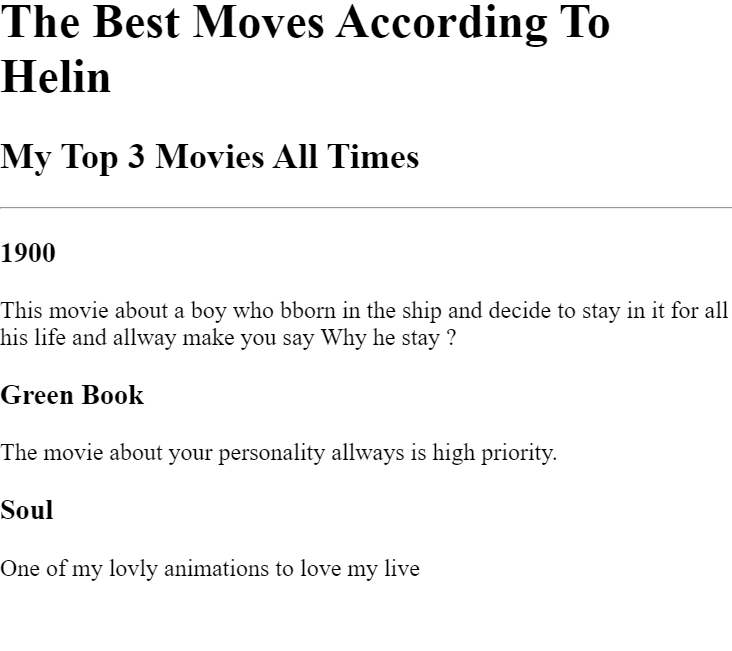 The Best Moves According To
Helin
My Top 3 Movies All Times
1900
This movie about a boy who bborn in the ship and decide to stay in it for all
his life and allway make you say Why he stay ?
Green Book
The movie about your personality allways is high priority.
Soul
One of my lovly animations to love my live